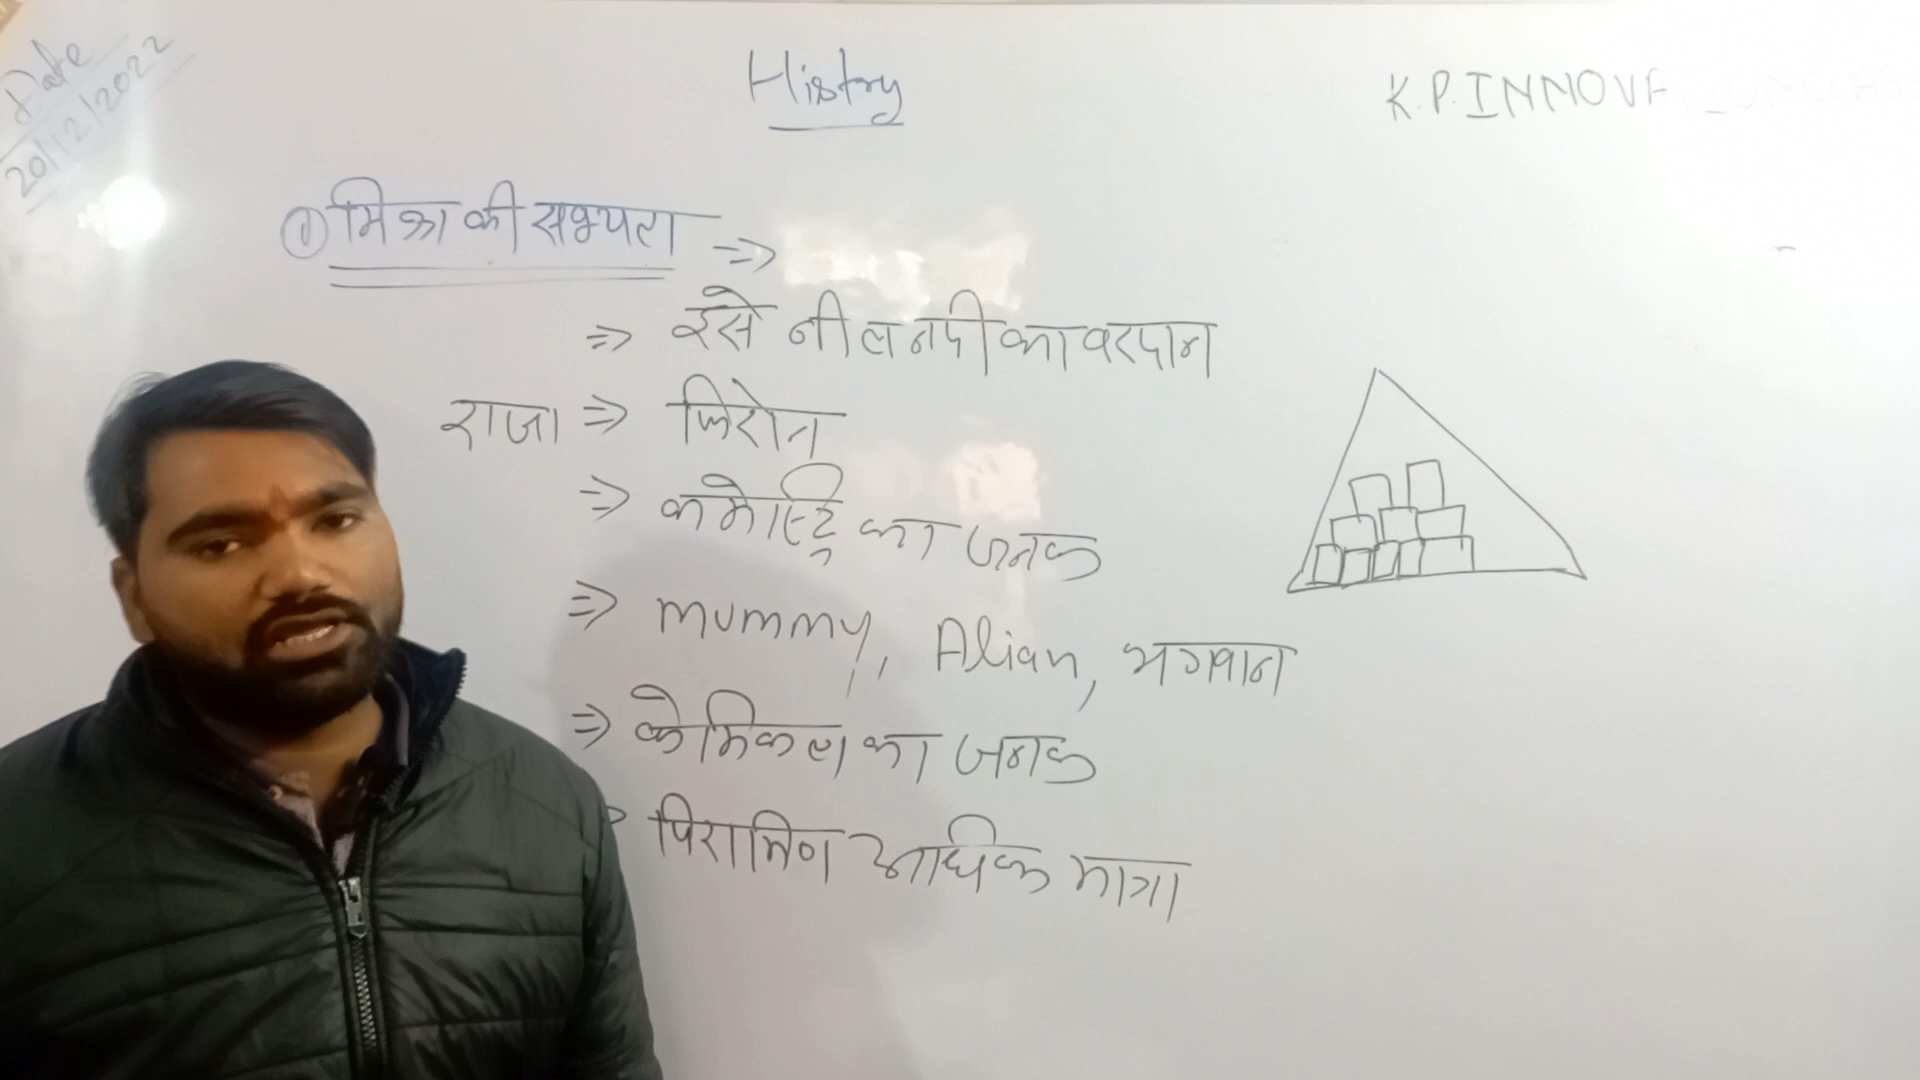 Date
20/12/2022
History
K.P. INNOVA
① मिश्र की सभ्यता ⇒
⇒ इसे नील नदी का वरदान
राजा ⇒ फिरोन
⇒ कमेस्ट्रि का जनक
⇒ mummy, Alian, भगवान
⇒ केमिकल का जनक
पिरामिण आधिक मात्रा